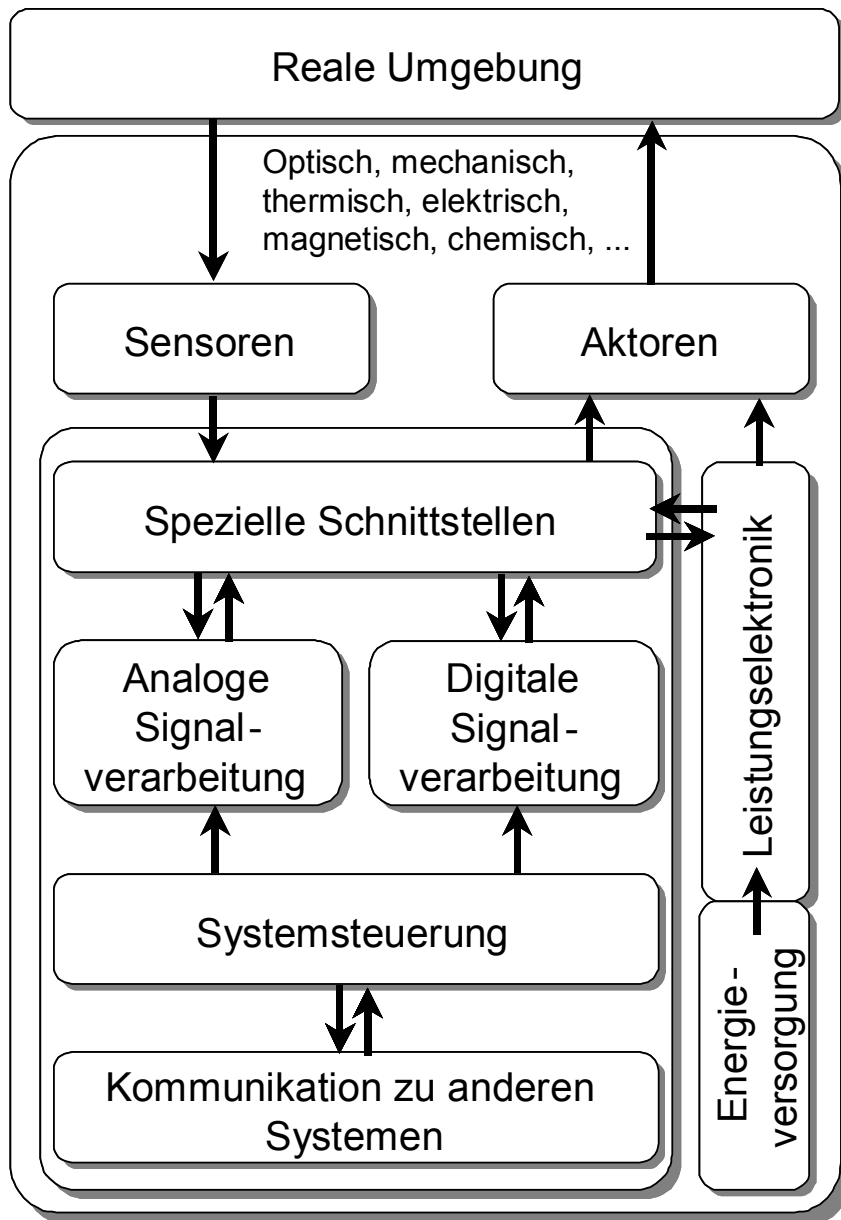 Reale Umgebung
Optisch, mechanisch,
thermisch, elektrisch,
magnetisch, chemisch, ...
Sensoren
Aktoren
Spezielle Schnittstellen
Leistungselektronik
Analoge
Signal-
verarbeitung
Digitale
Signal-
verarbeitung
Systemsteuerung
Energie-
versorgung
Kommunikation zu anderen
Systemen